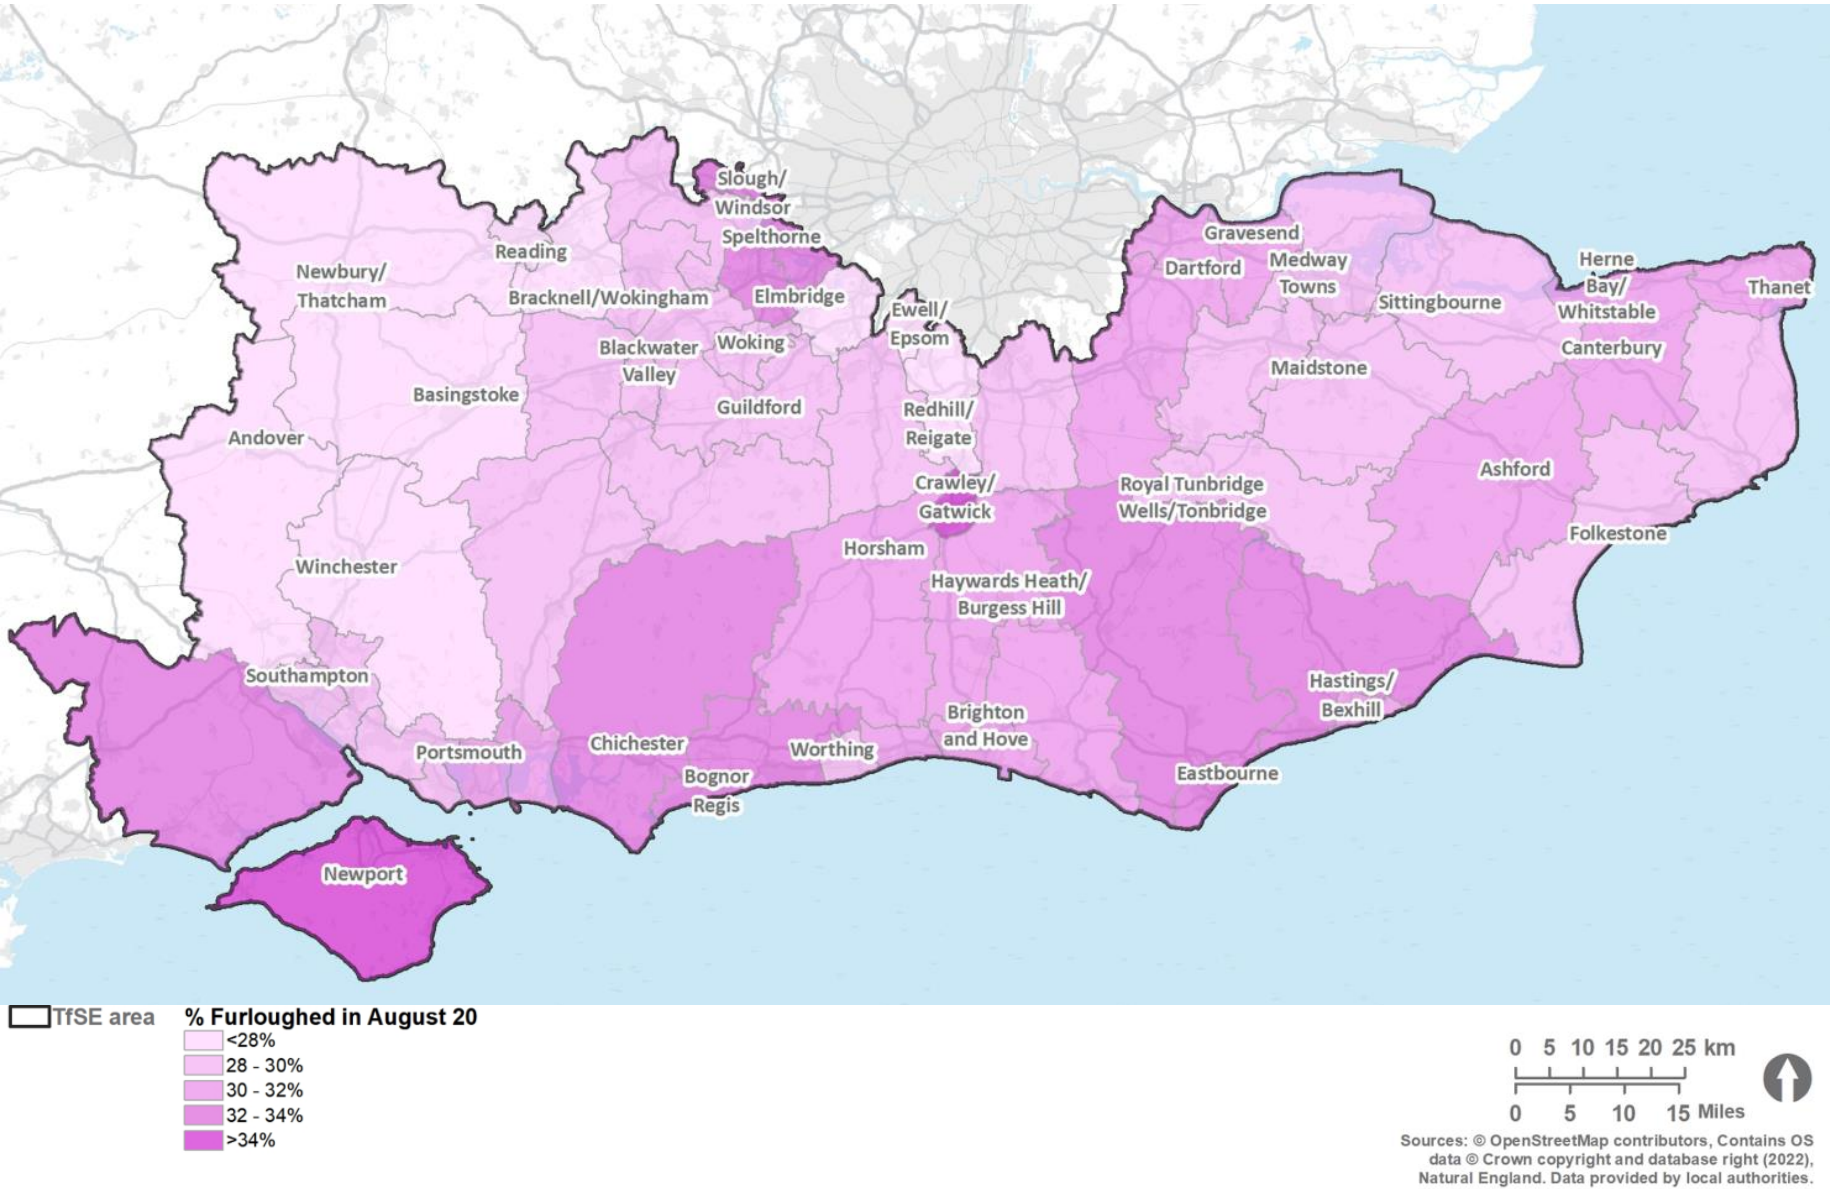 Slough/
Windsor
Spelthorne
Gravesend
Reading
Newbury/
Thatcham
Dartford
Medway
Towns
Herne
Bay/
Whitstable
Thanet
Bracknell/Wokingham
Elmbridge
Ewell/
Epsom
Sittingbourne
Blackwater
Valley
Woking
Canterbury
Maidstone
Basingstoke
Guildford
Redhill/
Reigate
Andover
Ashford
Crawley/
Gatwick
Royal Tunbridge
Wells/Tonbridge
Folkestone
Horsham
Winchester
Haywards Heath/
Burgess Hill
Southampton
Hastings/
Bexhill
Brighton
and Hove
Portsmouth
Chichester
Worthing
Bognor
Regis
Eastbourne
Newport
TfSE area
% Furloughed in August 20
<28%
28 - 30%
30 - 32%
32 - 34%
>34%
0 5 10 15 20 25 km
0 5 10 15 Miles
Sources: © OpenStreetMap contributors, Contains OS
data © Crown copyright and database right (2022),
Natural England. Data provided by local authorities.